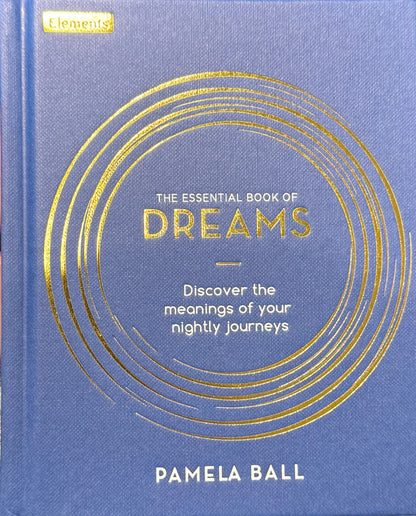 Elements
THE ESSENTIAL BOOK OF
DREAMS
Discover the
meanings of your
nightly journeys
PAMELA BALL